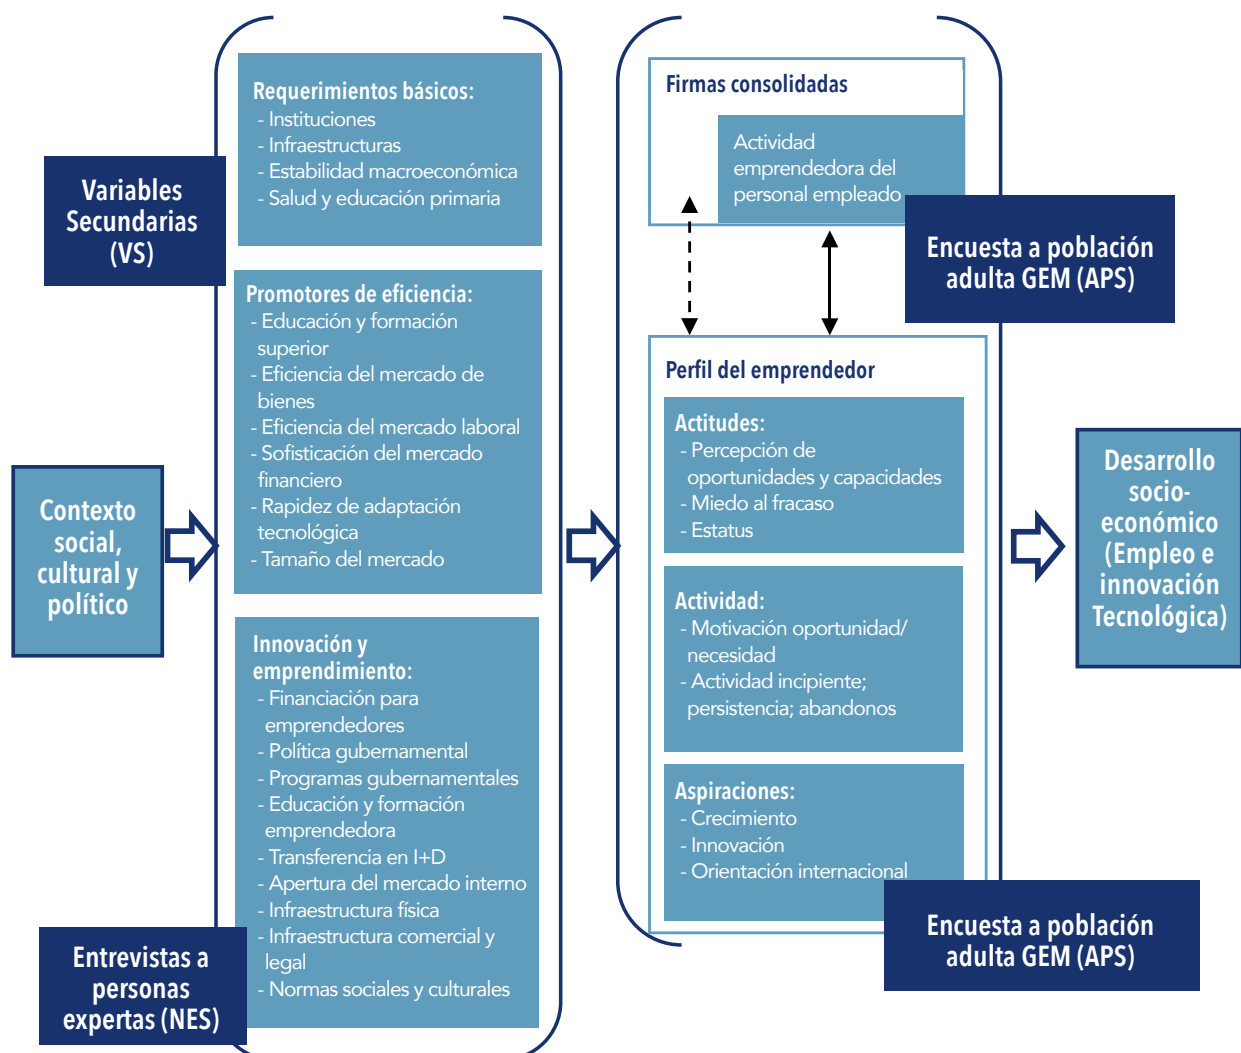 Contexto
social,
cultural y
político
Variables
Secundarias
(VS)
Requerimientos básicos:
- Instituciones
- Infraestructuras
- Estabilidad macroeconómica
- Salud y educación primaria
Promotores de eficiencia:
- Educación y formación
superior
- Eficiencia del mercado de
bienes
- Eficiencia del mercado laboral
- Sofisticación del mercado
financiero
- Rapidez de adaptación
tecnológica
- Tamaño del mercado
Innovación y
emprendimiento:
- Financiación para
emprendedores
- Política gubernamental
- Programas gubernamentales
- Educación y formación
emprendedora
- Transferencia en I+D
- Apertura del mercado interno
- Infraestructura física
- Infraestructura comercial y
legal
- Normas sociales y culturales
Entrevistas a
personas
expertas (NES)
Firmas consolidadas
Actividad
emprendedora del
personal empleado
Encuesta a población
adulta GEM (APS)
Perfil del emprendedor
Actitudes:
- Percepción de
oportunidades y capacidades
- Miedo al fracaso
- Estatus
Actividad:
- Motivación oportunidad/
necesidad
- Actividad incipiente;
persistencia; abandonos
Aspiraciones:
- Crecimiento
- Innovación
- Orientación internacional
Encuesta a población
adulta GEM (APS)
Desarrollo
socio-
económico
(Empleo e
innovación
Tecnológica)